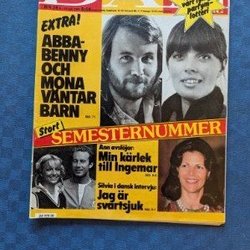 EXTRA!
ABBA-
BENNY
OCH
MONA
VÄNTAR
BARN
Stort
SEMESTERNUMMER
Ann avslöjar:
Min kärlek
till Ingemar
Silvia i dansk intervju:
Jag är
svartsjuk